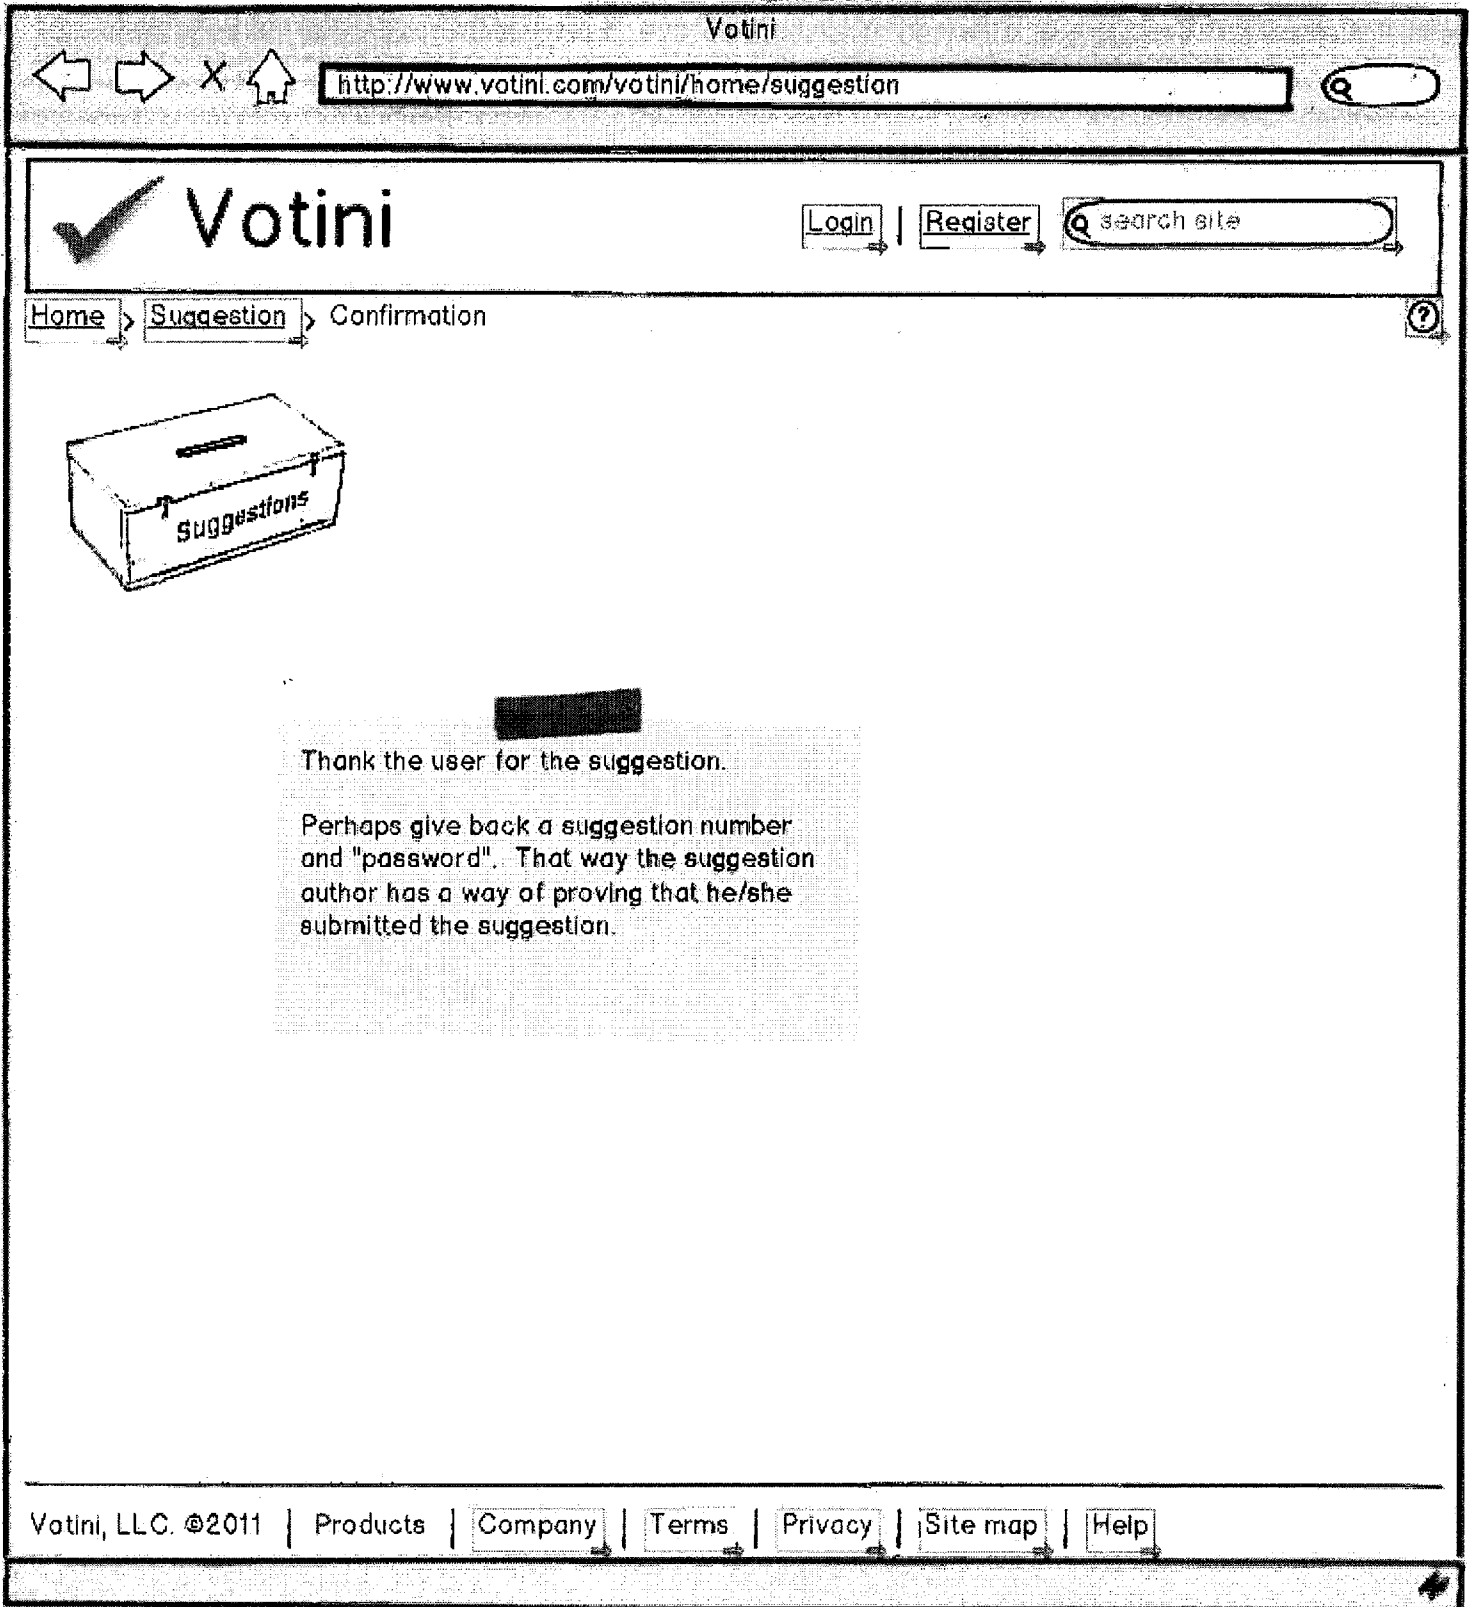 Votini
http://www.votini.com/votini/home/suggestion
Votini
Login | Register search site
Home > Suggestion > Confirmation
?
Suggestions
Thank the user for the suggestion.
Perhaps give back a suggestion number
and "password". That way the suggestion
author has a way of proving that he/she
submitted the suggestion.
Votini, LLC. ©2011 | Products | Company | Terms | Privacy | Site map | Help